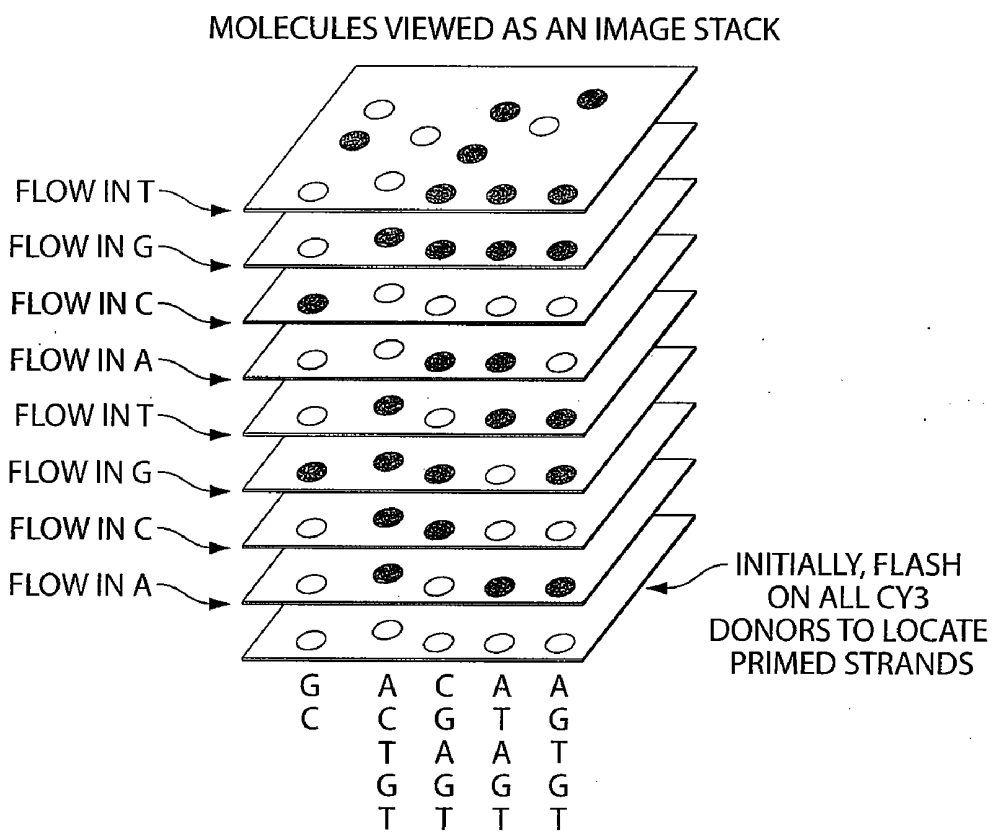 MOLECULES VIEWED AS AN IMAGE STACK
FLOW IN T
FLOW IN G
FLOW IN C
FLOW IN A
FLOW IN T
FLOW IN G
FLOW IN C
FLOW IN A
INITIALLY, FLASH
ON ALL CY3
DONORS TO LOCATE
PRIMED STRANDS
G A C A A
C C G T G
T A A T
G G G G
T T T T